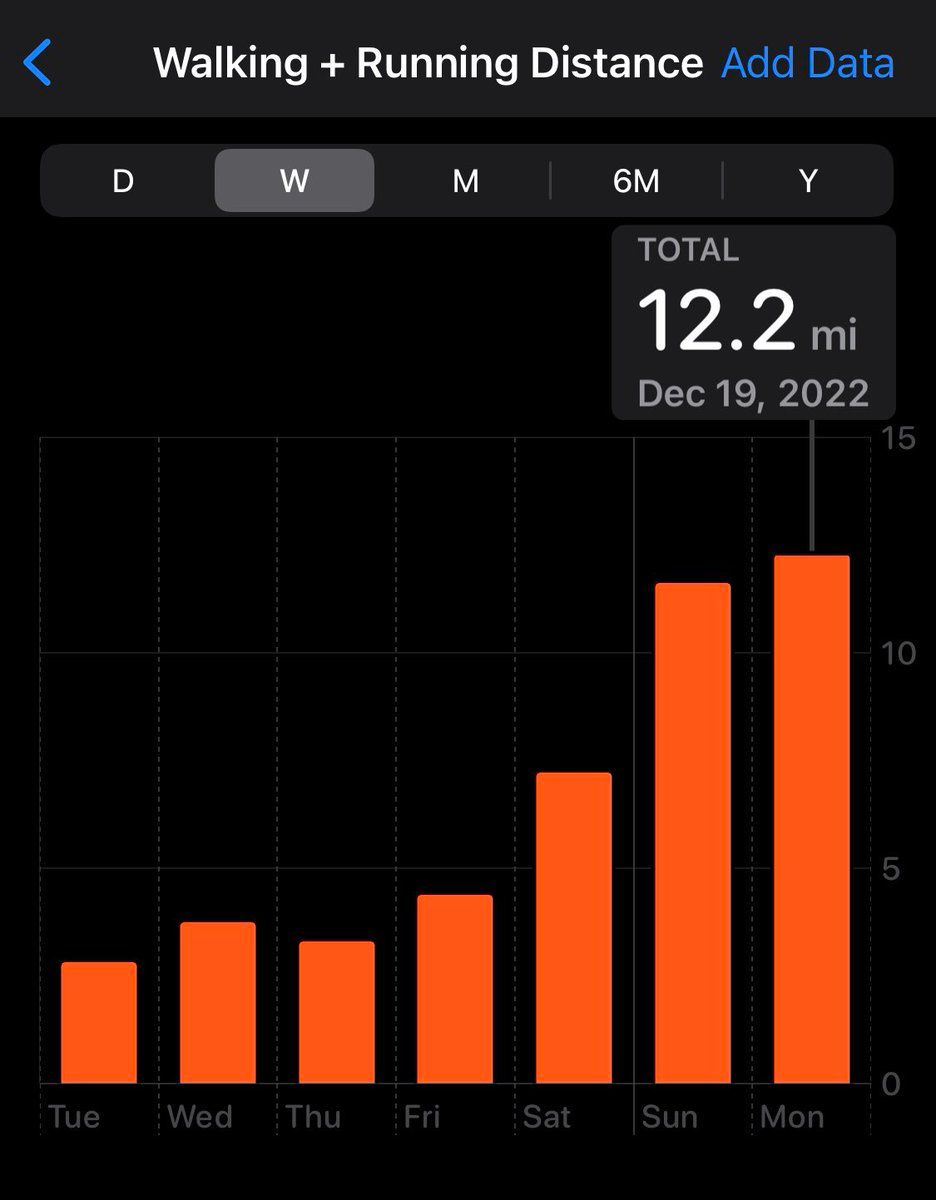 Walking + Running Distance Add Data
D W M 6M Y
TOTAL
12.2 mi
Dec 19, 2022
15
10
5
0
Tue Wed Thu Fri Sat Sun Mon